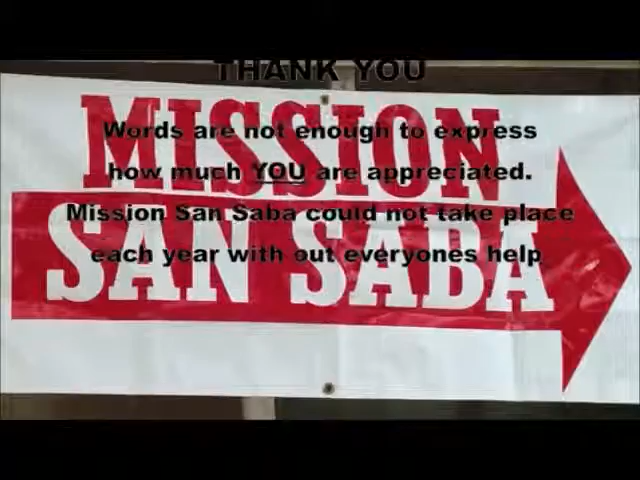 THANK YOU
MISSION
Words are not enough to express
how much YOU are appreciated.
Mission San Saba could not take place
SAN SABA
each year with out everyones help